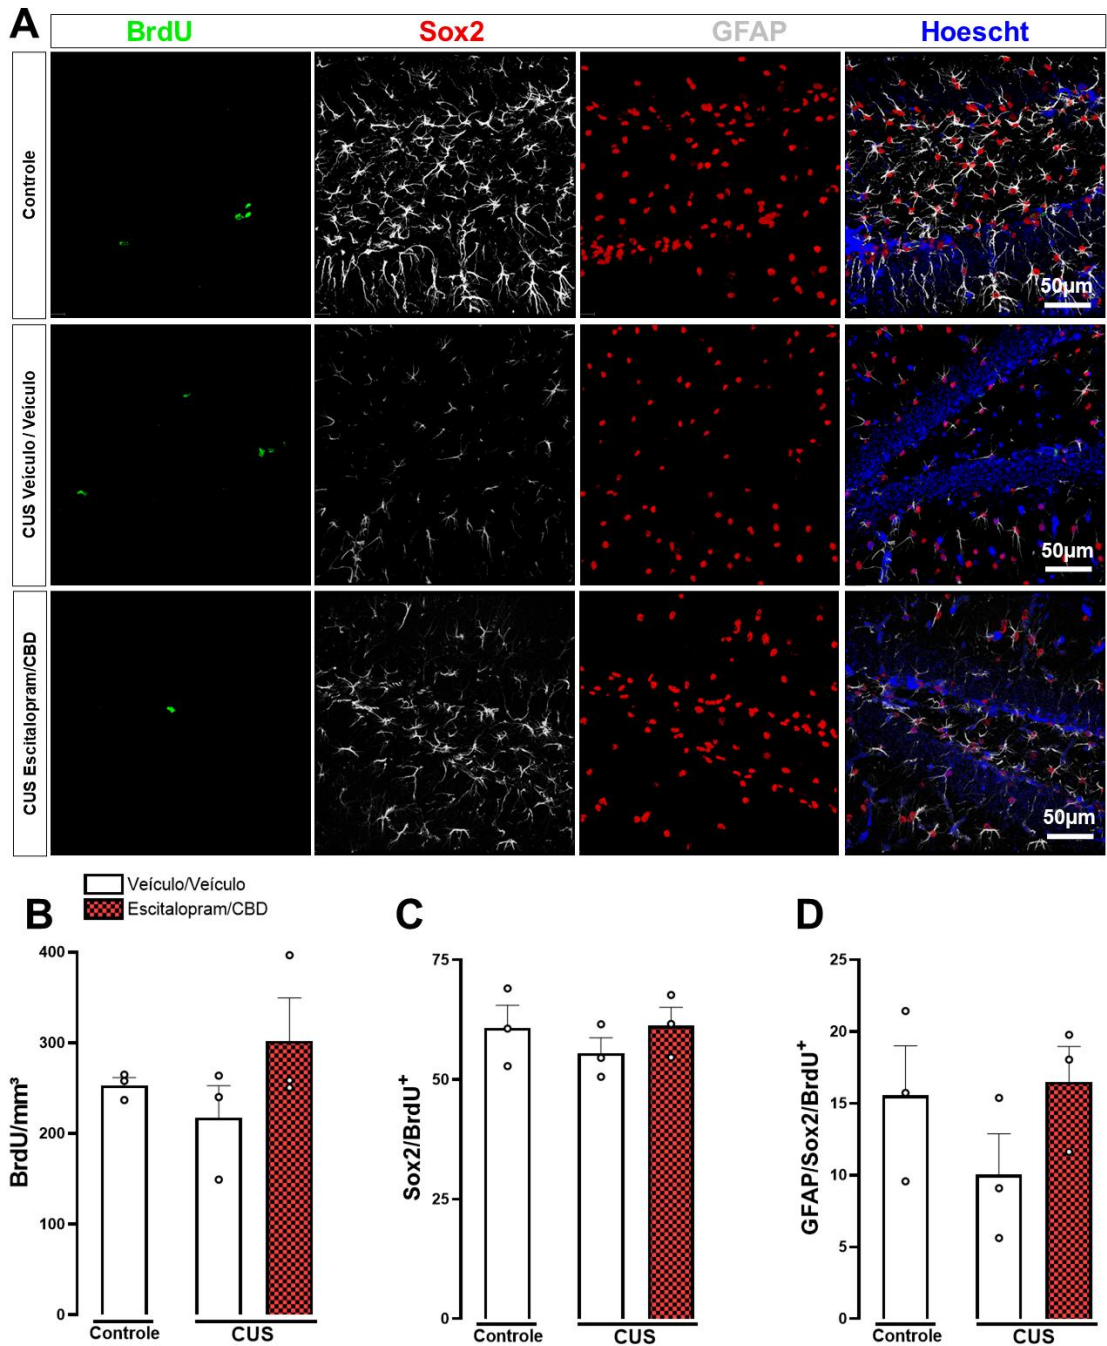 A
BrdU Sox2 GFAP Hoescht
Controle
50µm
CUS Veículo / Veículo
50µm
CUS Escitalopram/CBD
50µm
Veículo/Veículo
Escitalopram/CBD
B
BrdU/mm³
400
300
200
100
0
Controle CUS
C
Sox2/BrdU⁺
75
50
25
0
Controle CUS
D
GFAP/Sox2/BrdU⁺
25
20
15
10
5
0
Controle CUS